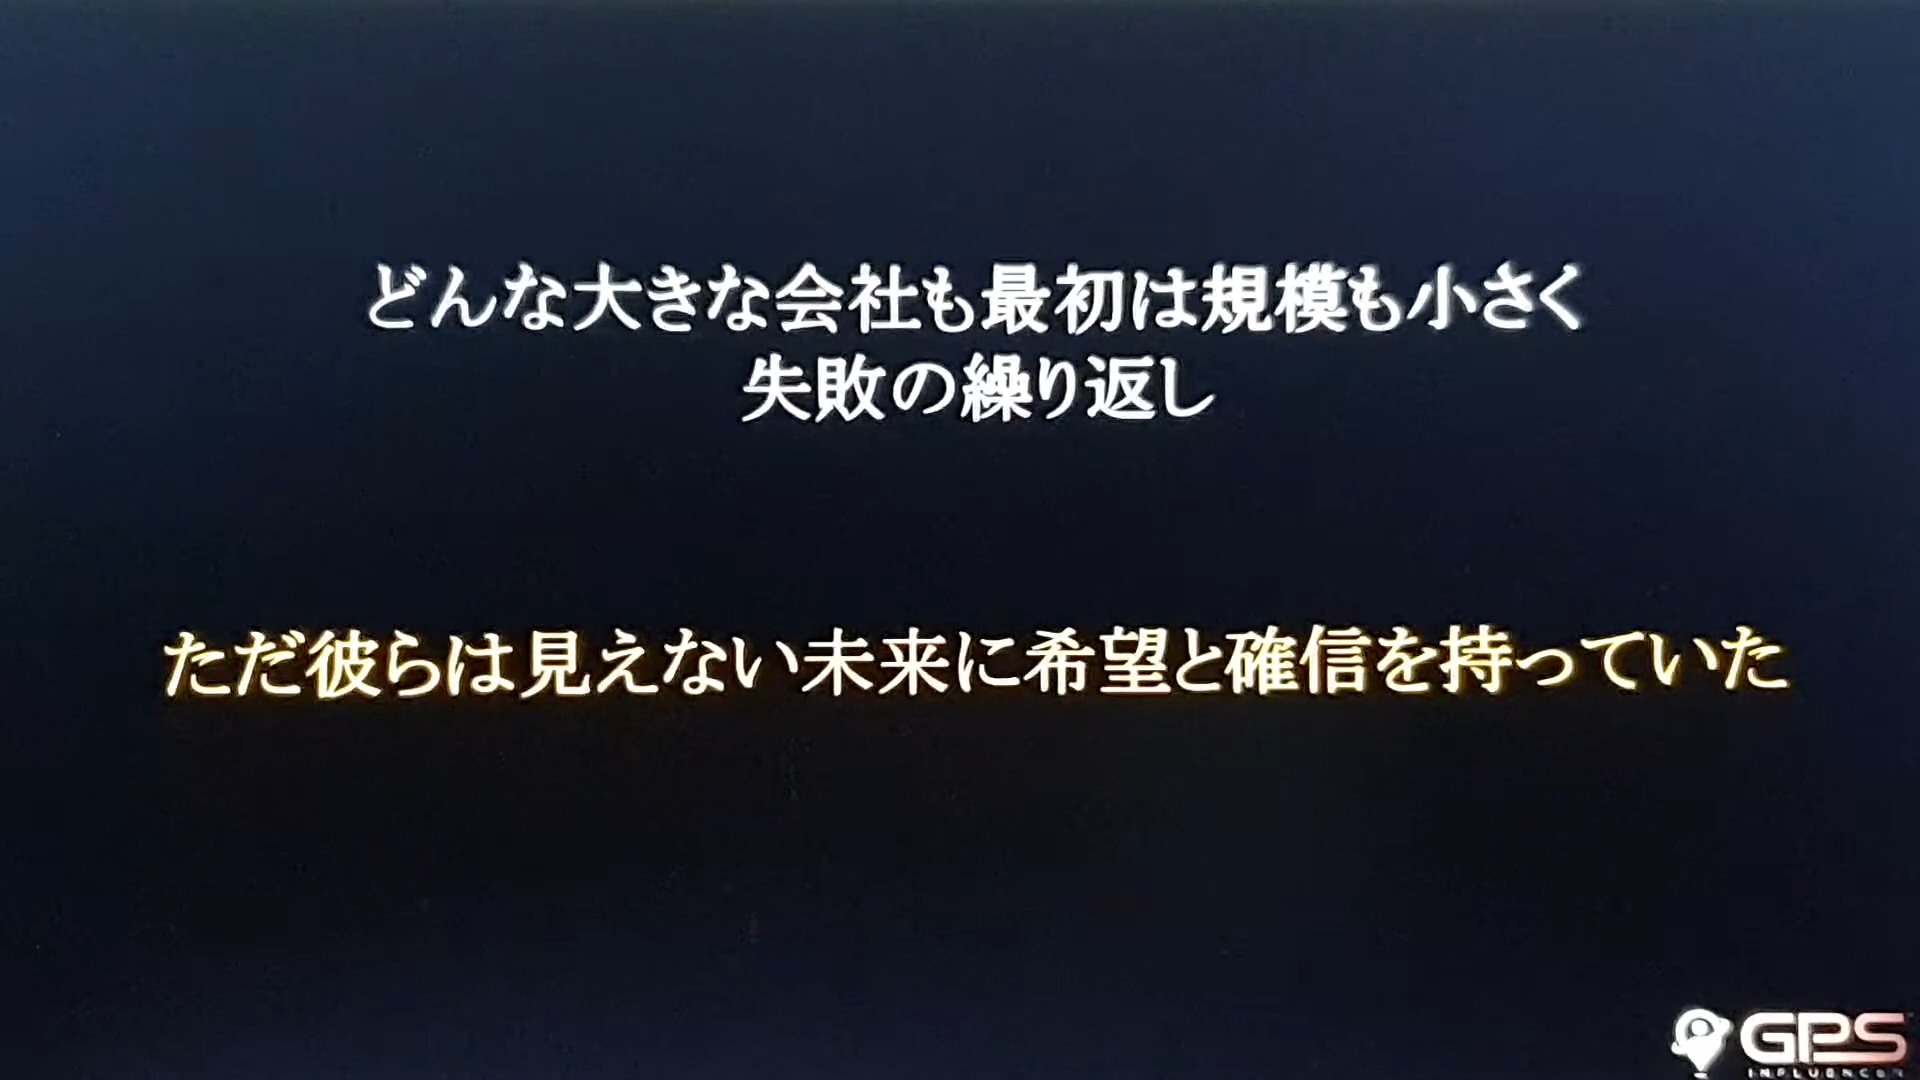 どんな大きな会社も最初は規模も小さく
失敗の繰り返し
ただ彼らは見えない未来に希望と確信を持っていた
GPS
INFLUENCER